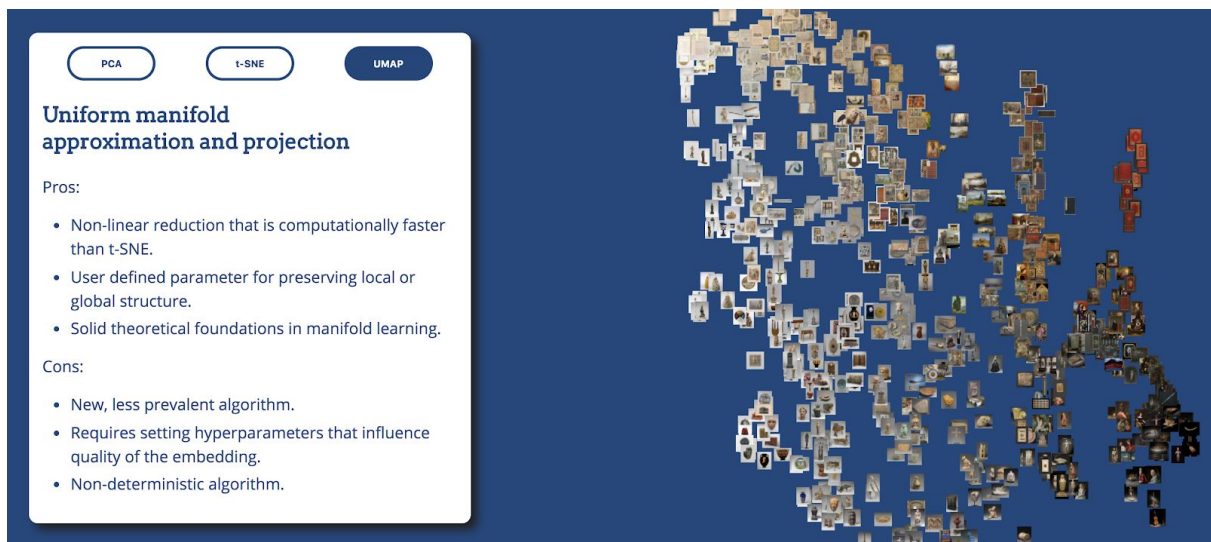 PCA
t-SNE
UMAP
Uniform manifold
approximation and projection
Pros:
• Non-linear reduction that is computationally faster
than t-SNE.
• User defined parameter for preserving local or
global structure.
• Solid theoretical foundations in manifold learning.
Cons:
• New, less prevalent algorithm.
• Requires setting hyperparameters that influence
quality of the embedding.
• Non-deterministic algorithm.